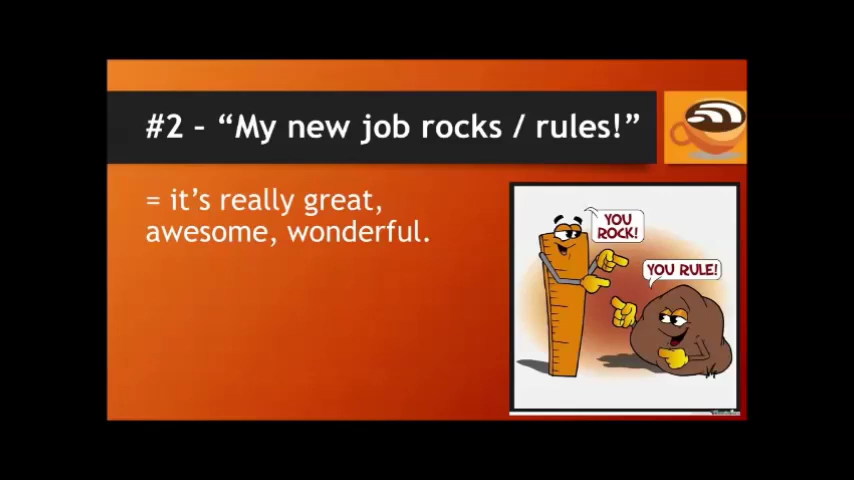 #2 – “My new job rocks / rules!”
= it’s really great,
awesome, wonderful.
YOU
ROCK!
YOU RULE!